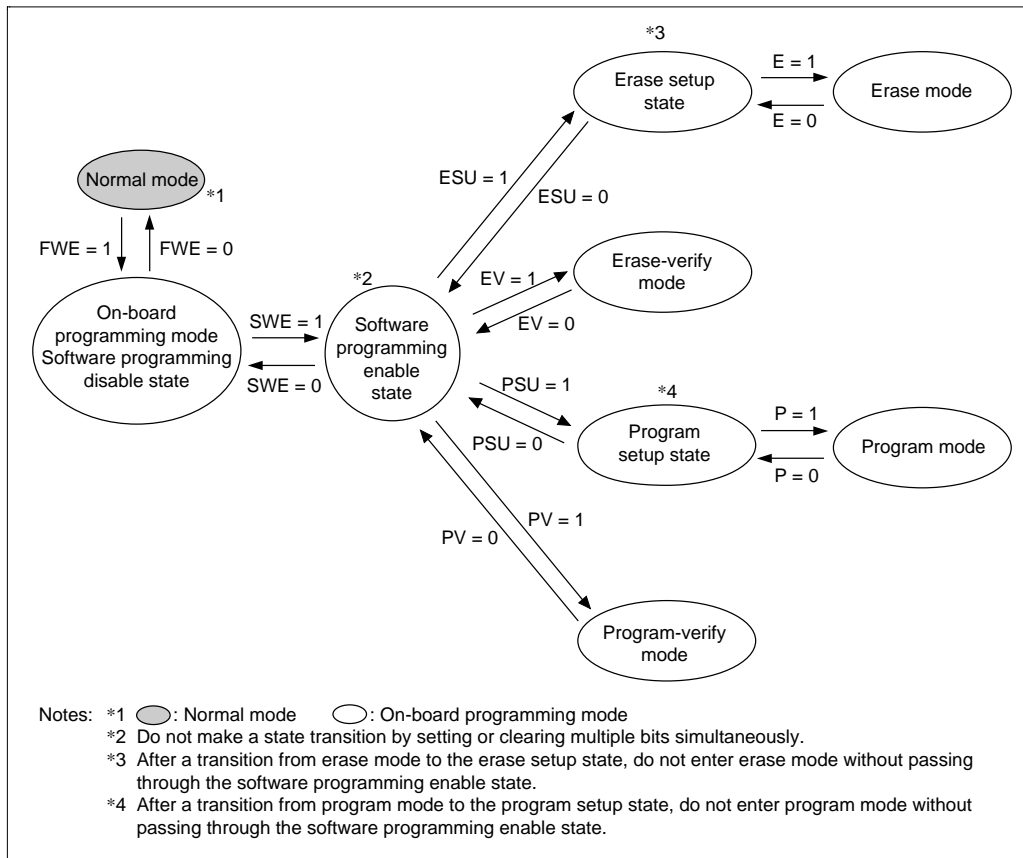 *3
Erase setup
state
E = 1
E = 0
Erase mode
Normal mode
*1
ESU = 1
ESU = 0
FWE = 1
FWE = 0
Erase-verify
mode
*2
EV = 1
EV = 0
On-board
programming mode
Software programming
disable state
SWE = 1
SWE = 0
Software
programming
enable
state
PSU = 1
PSU = 0
*4
Program
setup state
P = 1
P = 0
Program mode
PV = 1
PV = 0
Program-verify
mode
Notes: *1 : Normal mode : On-board programming mode
*2 Do not make a state transition by setting or clearing multiple bits simultaneously.
*3 After a transition from erase mode to the erase setup state, do not enter erase mode without passing
through the software programming enable state.
*4 After a transition from program mode to the program setup state, do not enter program mode without
passing through the software programming enable state.